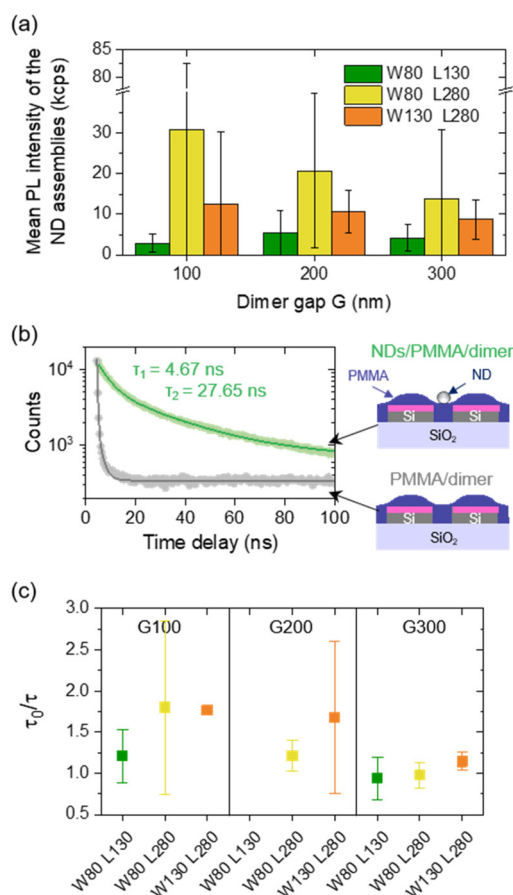 (a)
Mean PL intensity of the
ND assemblies (kcps)
85
80
30
20
10
0
W80 L130
W80 L280
W130 L280
100 200 300
Dimer gap G (nm)
(b)
Counts
10⁴
10³
τ₁ = 4.67 ns
τ₂ = 27.65 ns
0 20 40 60 80 100
Time delay (ns)
NDs/PMMA/dimer
PMMA ND
Si Si
SiO₂
PMMA/dimer
Si Si
SiO₂
(c)
τ₀/τ
3.0
2.5
2.0
1.5
1.0
0.5
G100 G200 G300
W80 L130 W80 L280 W130 L280 W80 L130 W80 L280 W130 L280 W80 L130 W80 L280 W130 L280